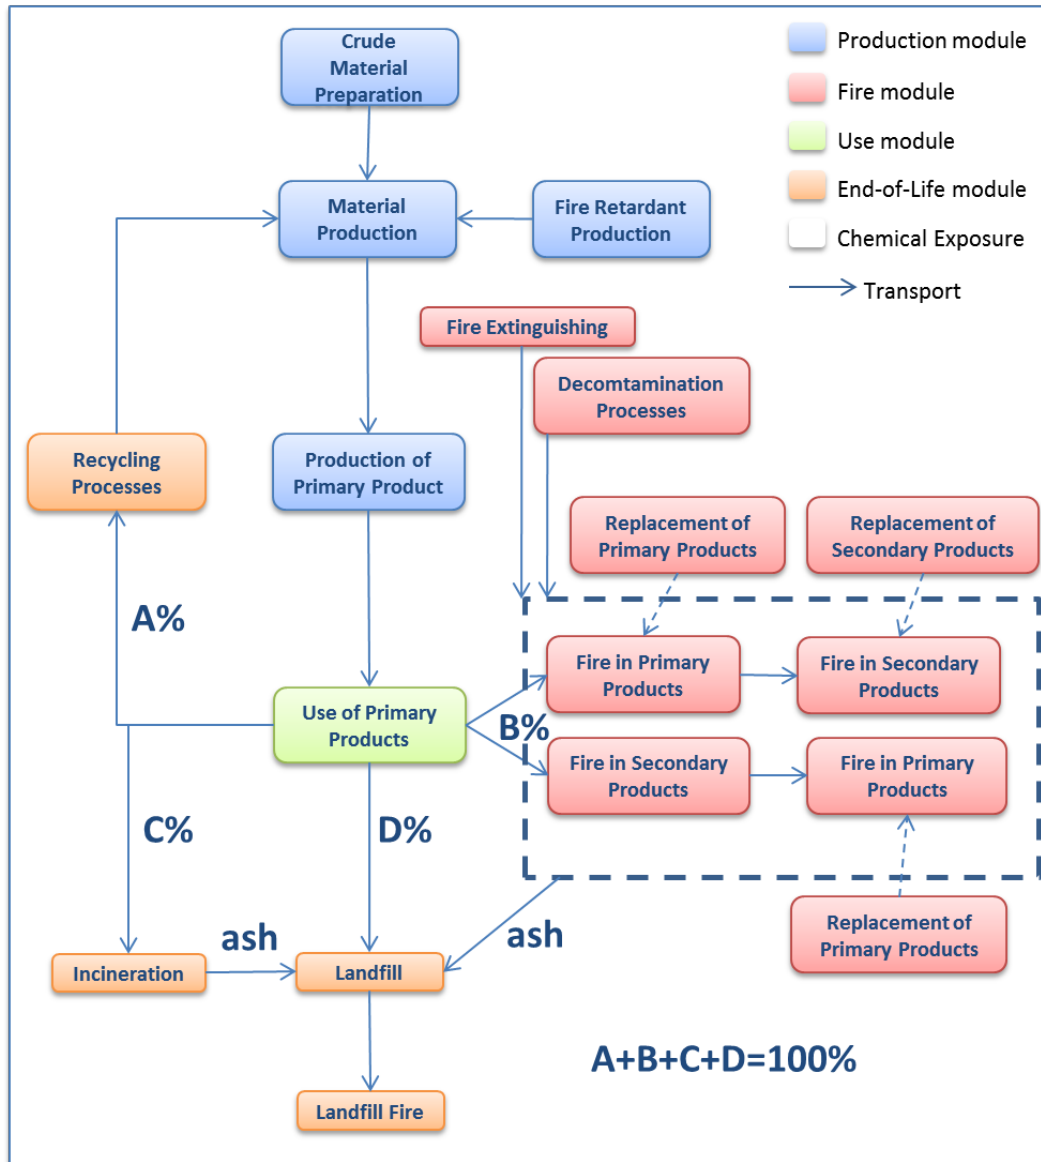 Crude
Material
Preparation
Production module
Fire module
Use module
End-of-Life module
Chemical Exposure
Transport
Material
Production
Fire Retardant
Production
Fire Extinguishing
Decomtamination
Processes
Recycling
Processes
Production of
Primary Product
Replacement of
Primary Products
Replacement of
Secondary Products
A%
Fire in Primary
Products
Fire in Secondary
Products
Use of Primary
Products
B%
Fire in Secondary
Products
Fire in Primary
Products
C%
D%
Replacement of
Primary Products
ash
ash
Incineration
Landfill
A+B+C+D=100%
Landfill Fire